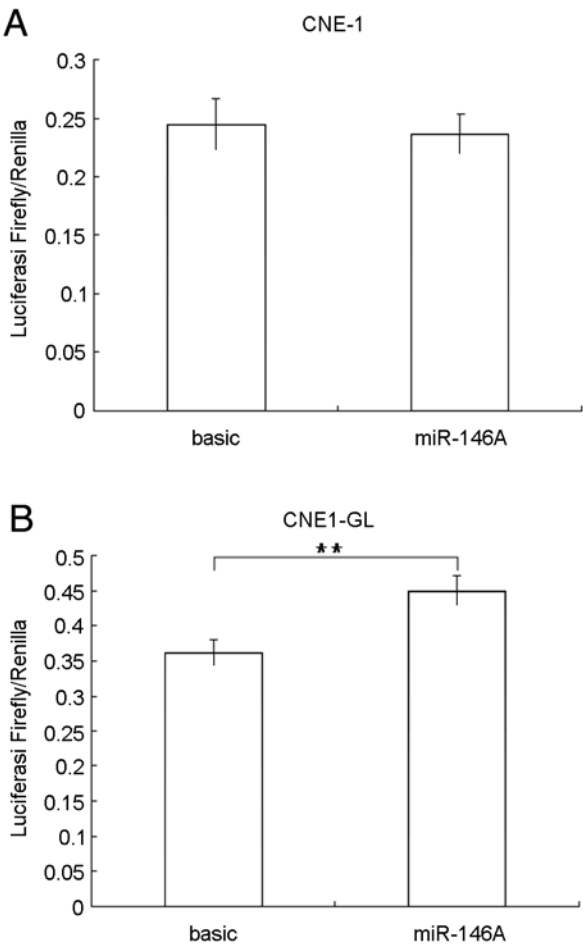 A
CNE-1
Luciferasi Firefly/Renilla
0.3
0.25
0.2
0.15
0.1
0.05
0
basic miR-146A
B
CNE1-GL
**
Luciferasi Firefly/Renilla
0.5
0.45
0.4
0.35
0.3
0.25
0.2
0.15
0.1
0.05
0
basic miR-146A